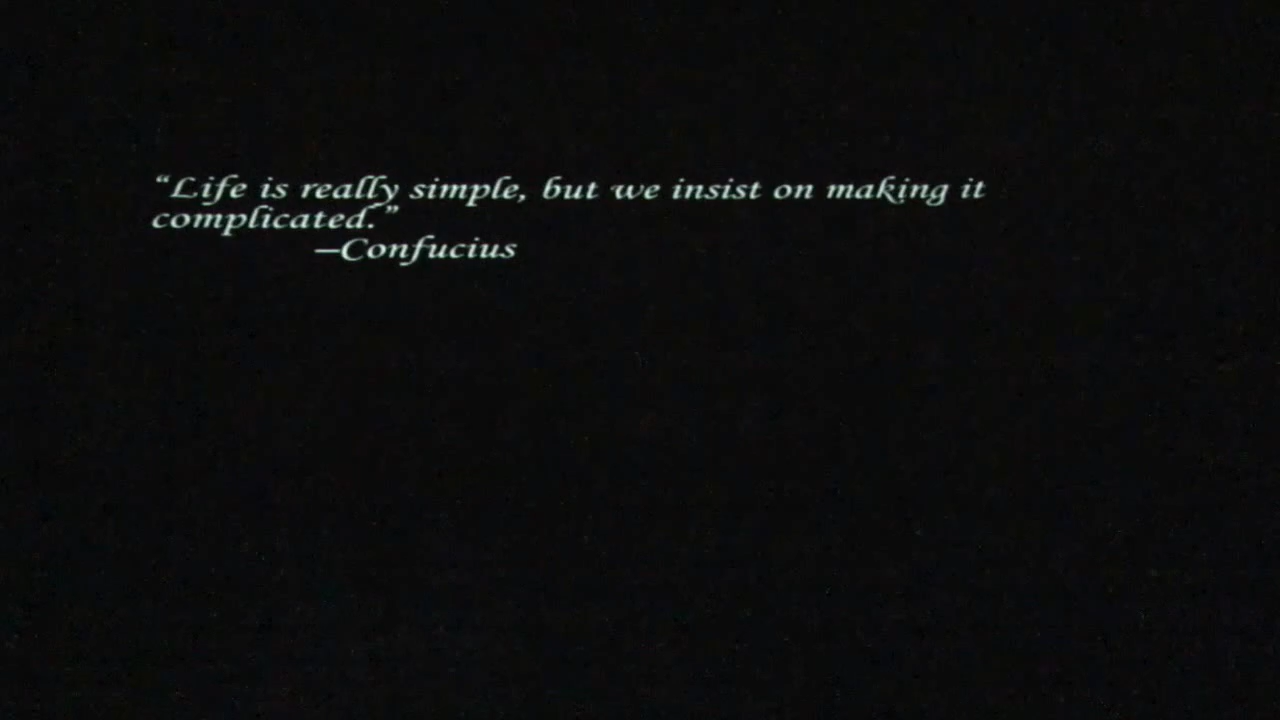 “Life is really simple, but we insist on making it
complicated.”
—Confucius